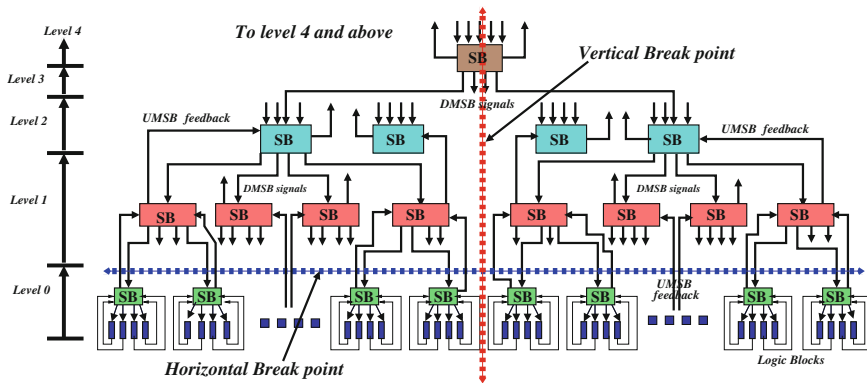 Level 4
To level 4 and above
SB
Vertical Break point
Level 3
DMSB signals
Level 2
UMSB feedback
SB
SB
SB
SB
UMSB feedback
DMSB signals
DMSB signals
Level 1
SB
SB
SB
SB
SB
SB
SB
SB
Level 0
UMSB
feedback
SB
SB
SB
SB
SB
SB
SB
SB
Horizontal Break point
Logic Blocks